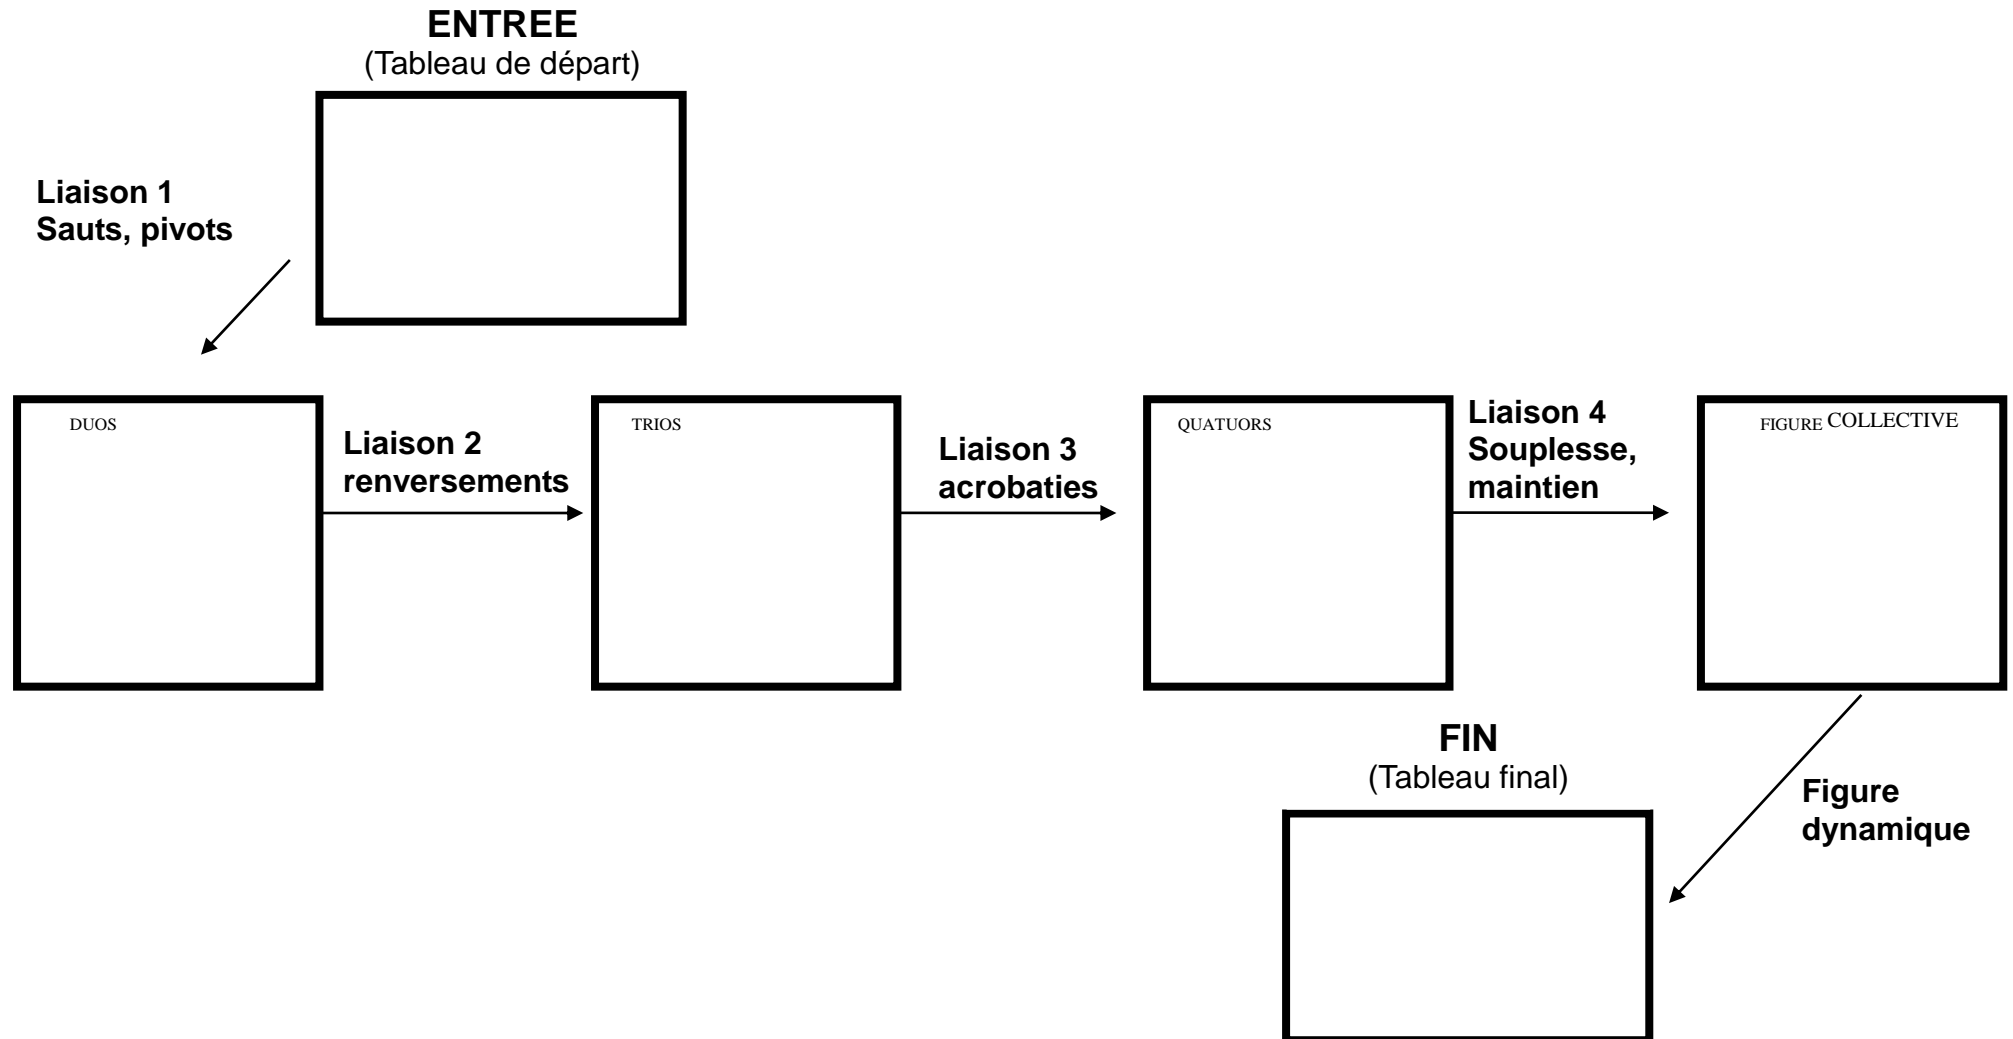 ENTREE
(Tableau de départ)
Liaison 1
Sauts, pivots
DUOS
Liaison 2
renversements
TRIOS
Liaison 3
acrobaties
QUATUORS
Liaison 4
Souplesse,
maintien
FIGURE COLLECTIVE
Figure
dynamique
FIN
(Tableau final)